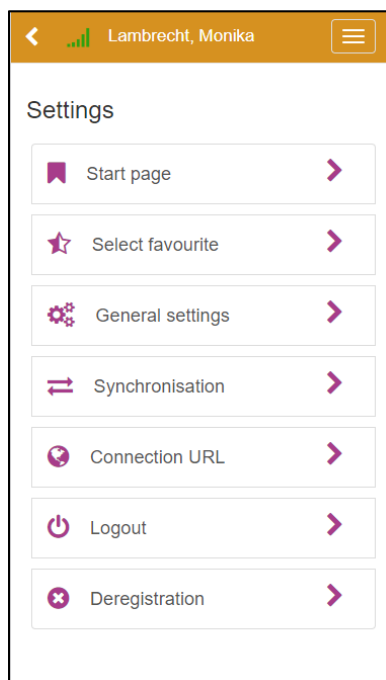 Lambrecht, Monika
Settings
Start page
Select favourite
General settings
Synchronisation
Connection URL
Logout
Deregistration